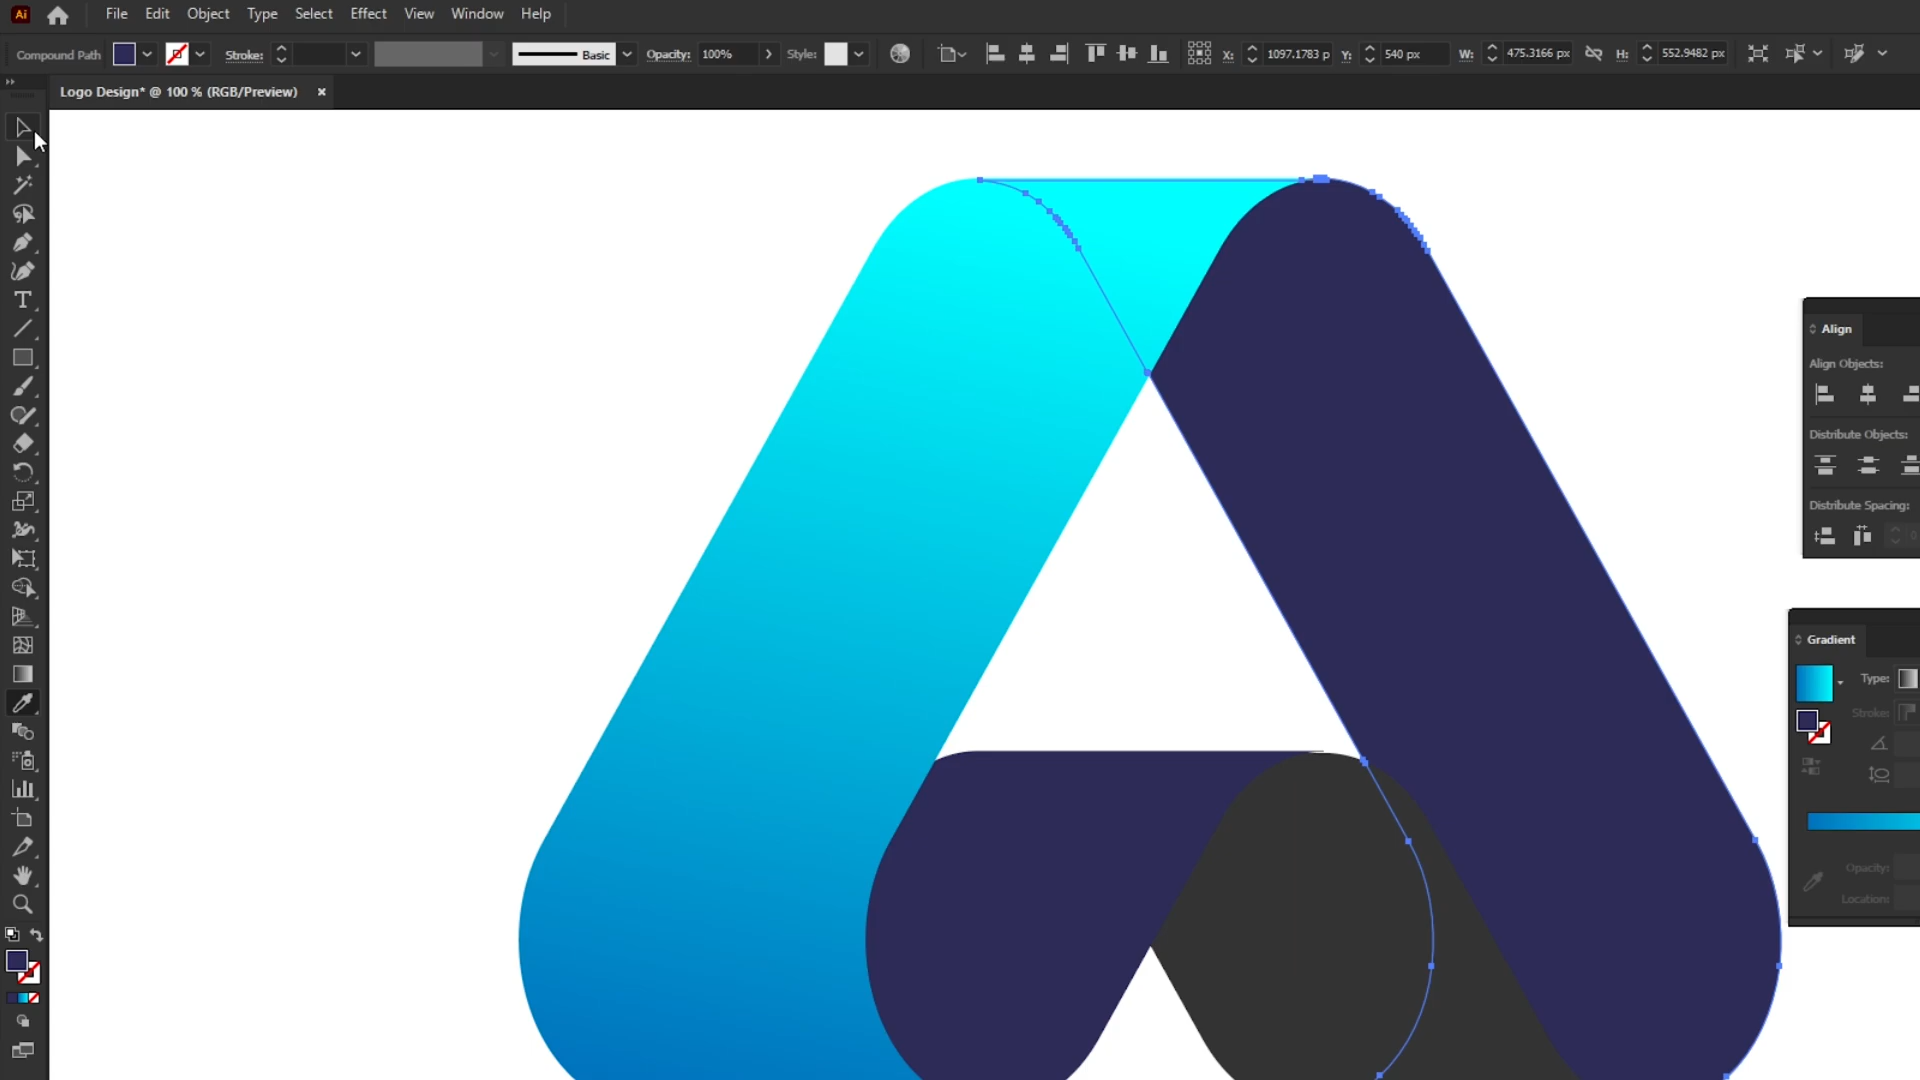 Ai File Edit Object Type Select Effect View Window Help
Compound Path Stroke: Basic Opacity: 100% Style: X: 1097.1783 p Y: 540 px W: 475.3166 px H: 552.9482 px
Logo Design* @ 100 % (RGB/Preview) ×
Align
Align Objects:
Distribute Objects:
Distribute Spacing:
0
Gradient
Type:
Stroke:
Opacity:
Location: